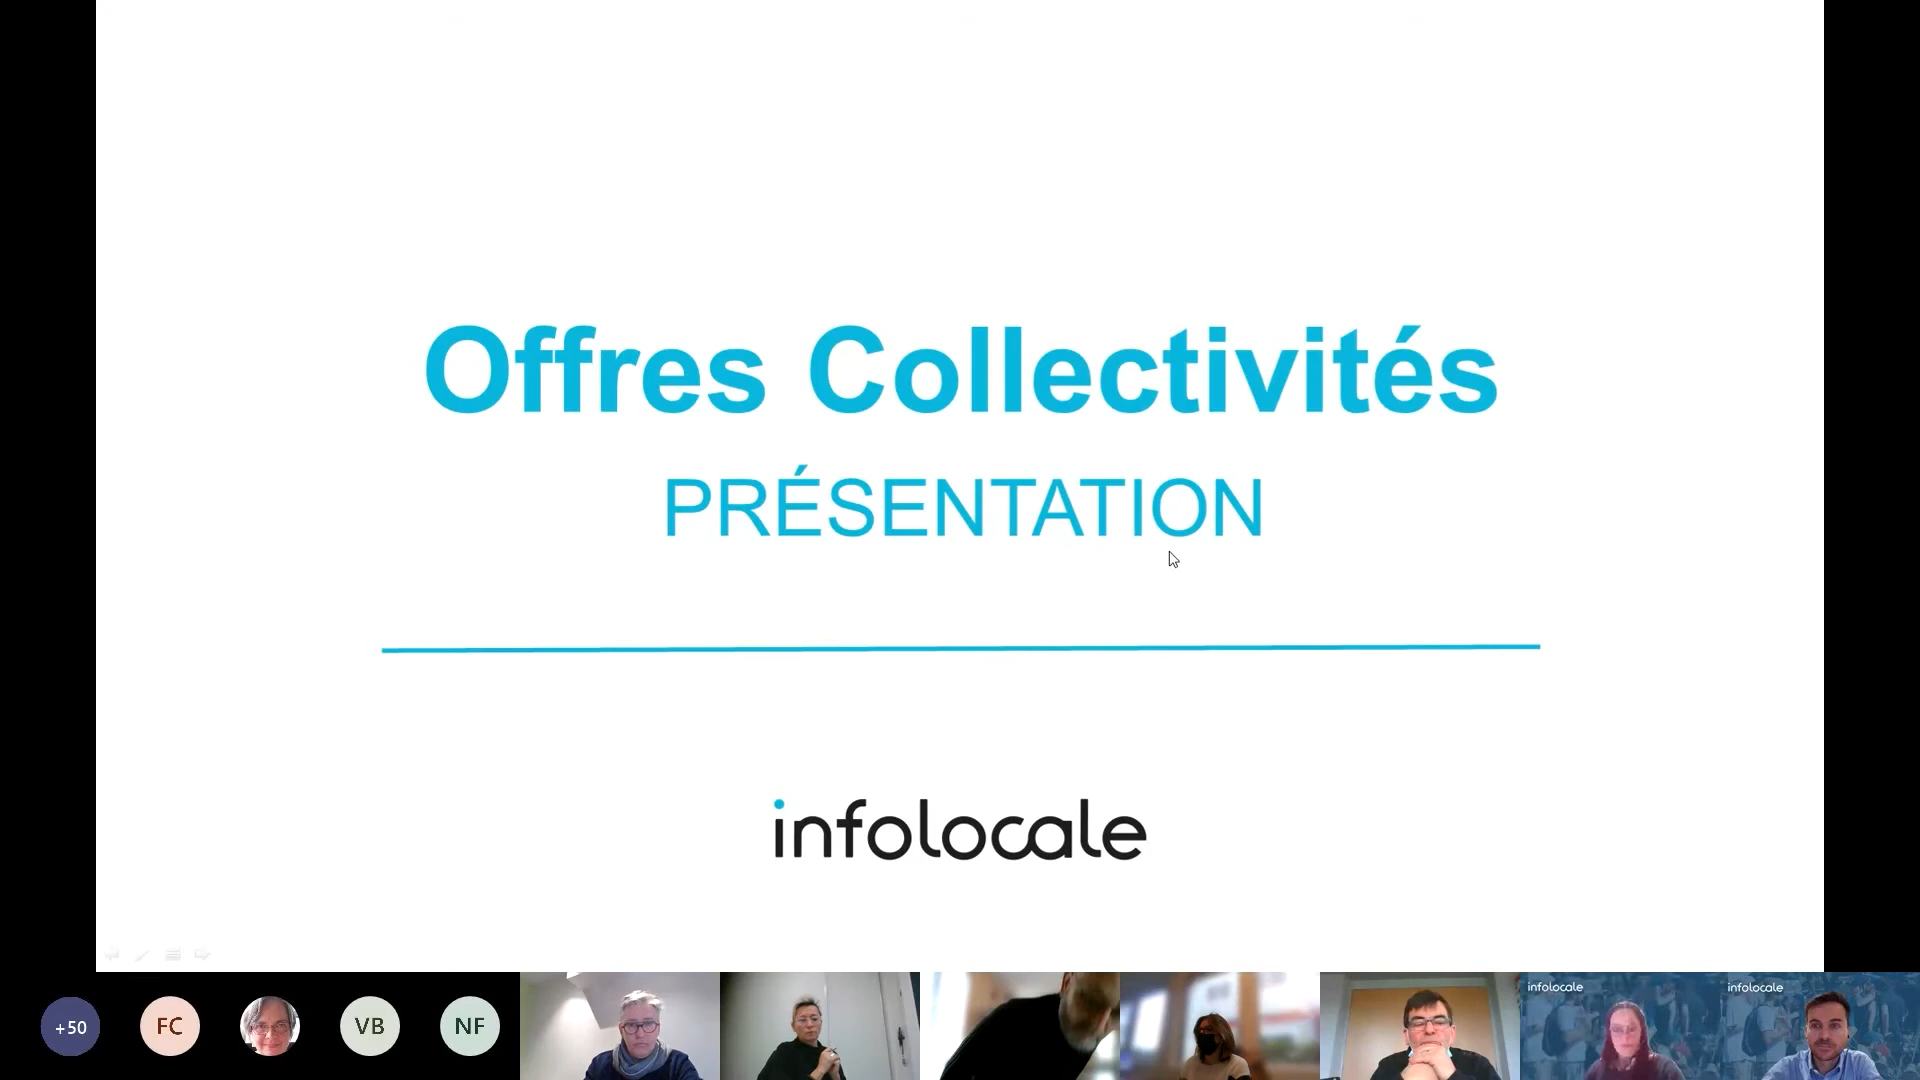 Offres Collectivités
PRÉSENTATION
infolocale
+50
FC
VB
NF
infolocale
infolocale